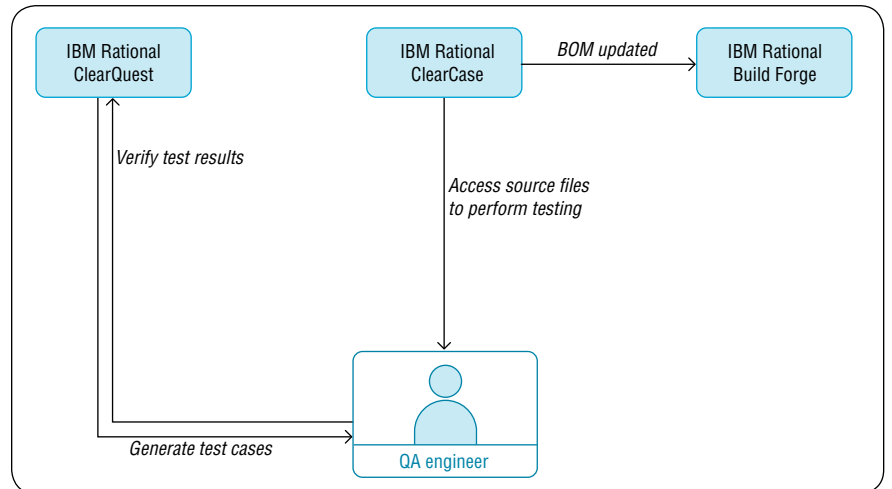 IBM Rational
ClearQuest
IBM Rational
ClearCase
BOM updated
IBM Rational
Build Forge
Verify test results
Access source files
to perform testing
Generate test cases
QA engineer